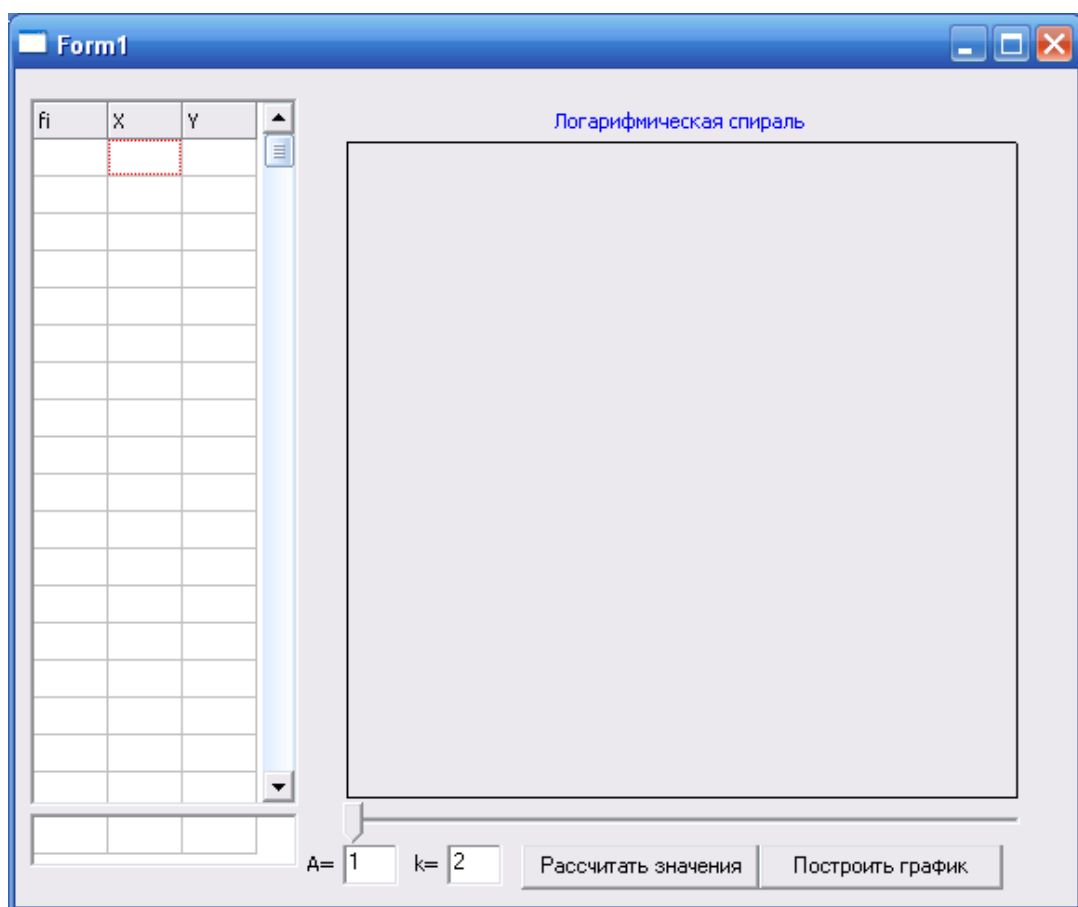 Form1
fi X Y
Логарифмическая спираль
A= 1 k= 2 Рассчитать значения Построить график